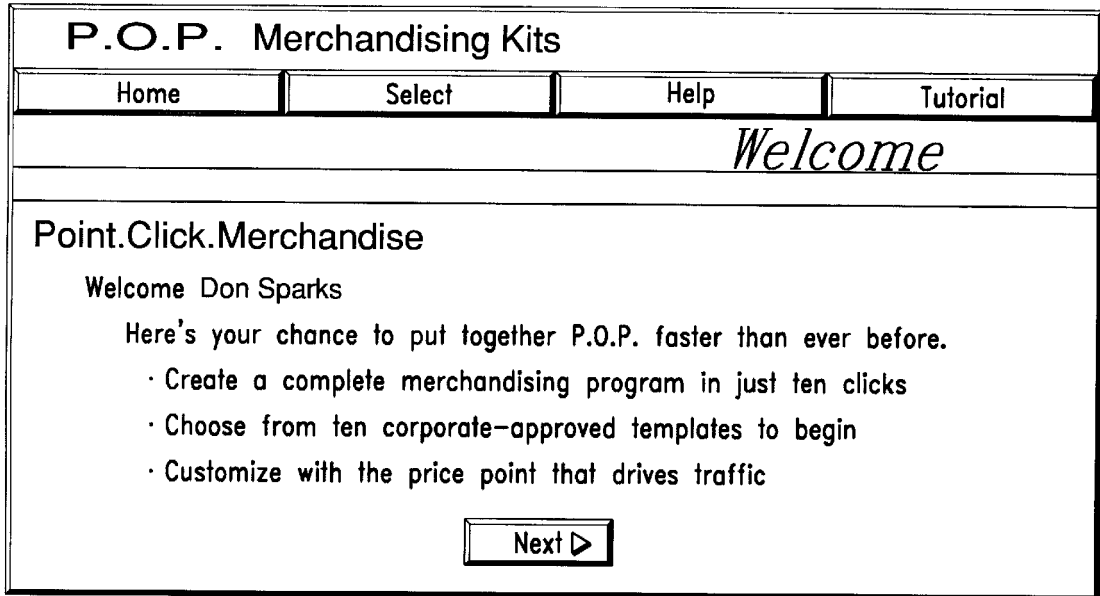 P.O.P. Merchandising Kits
Home Select Help Tutorial
Welcome
Point.Click.Merchandise
Welcome Don Sparks
Here's your chance to put together P.O.P. faster than ever before.
· Create a complete merchandising program in just ten clicks
· Choose from ten corporate-approved templates to begin
· Customize with the price point that drives traffic
Next ▷